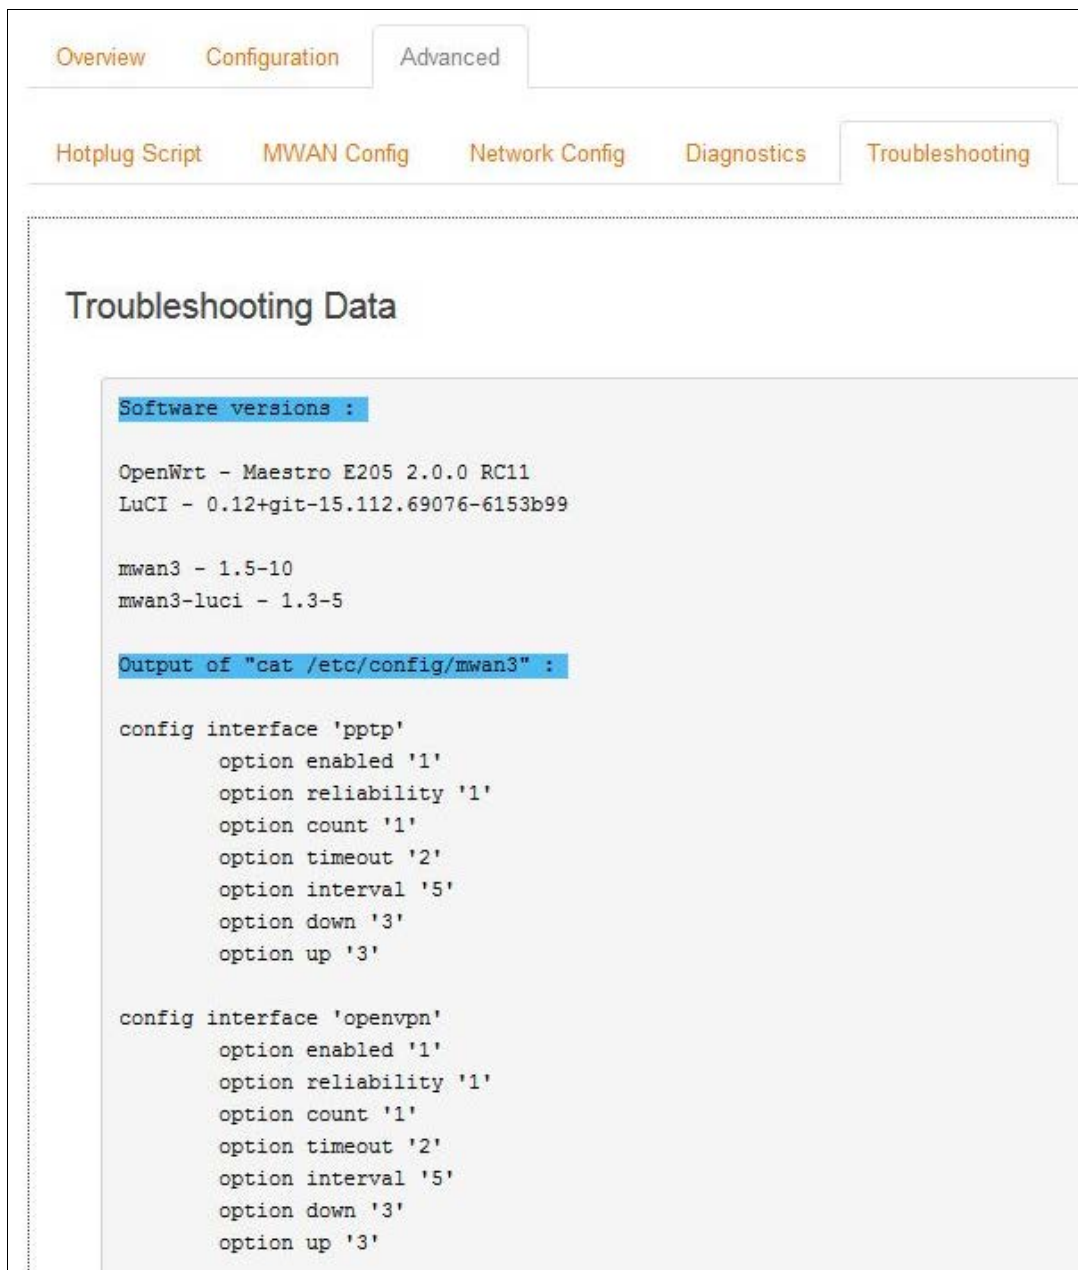 Overview Configuration Advanced
Hotplug Script MWAN Config Network Config Diagnostics Troubleshooting
Troubleshooting Data
Software versions :
OpenWrt - Maestro E205 2.0.0 RC11
LuCI - 0.12+git-15.112.69076-6153b99
mwan3 - 1.5-10
mwan3-luci - 1.3-5
Output of "cat /etc/config/mwan3" :
config interface 'pptp'
option enabled '1'
option reliability '1'
option count '1'
option timeout '2'
option interval '5'
option down '3'
option up '3'
config interface 'openvpn'
option enabled '1'
option reliability '1'
option count '1'
option timeout '2'
option interval '5'
option down '3'
option up '3'